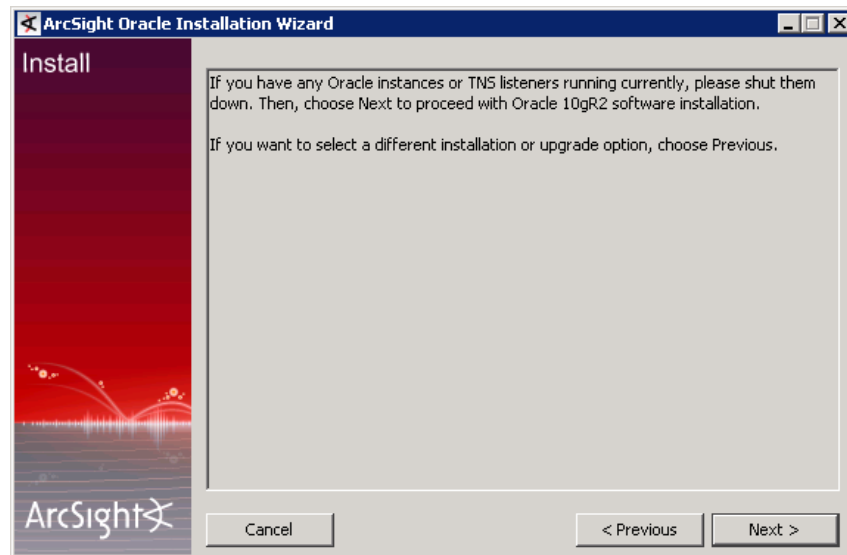 ArcSight Oracle Installation Wizard
Install
If you have any Oracle instances or TNS listeners running currently, please shut them
down. Then, choose Next to proceed with Oracle 10gR2 software installation.
If you want to select a different installation or upgrade option, choose Previous.
ArcSight
Cancel
< Previous
Next >